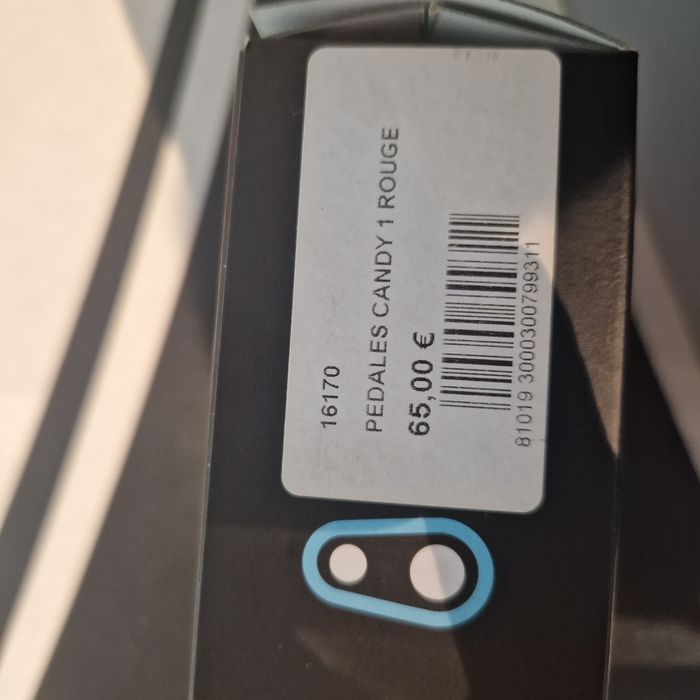 16170
PEDALES CANDY 1 ROUGE
65,00 €
81019 3000300799311